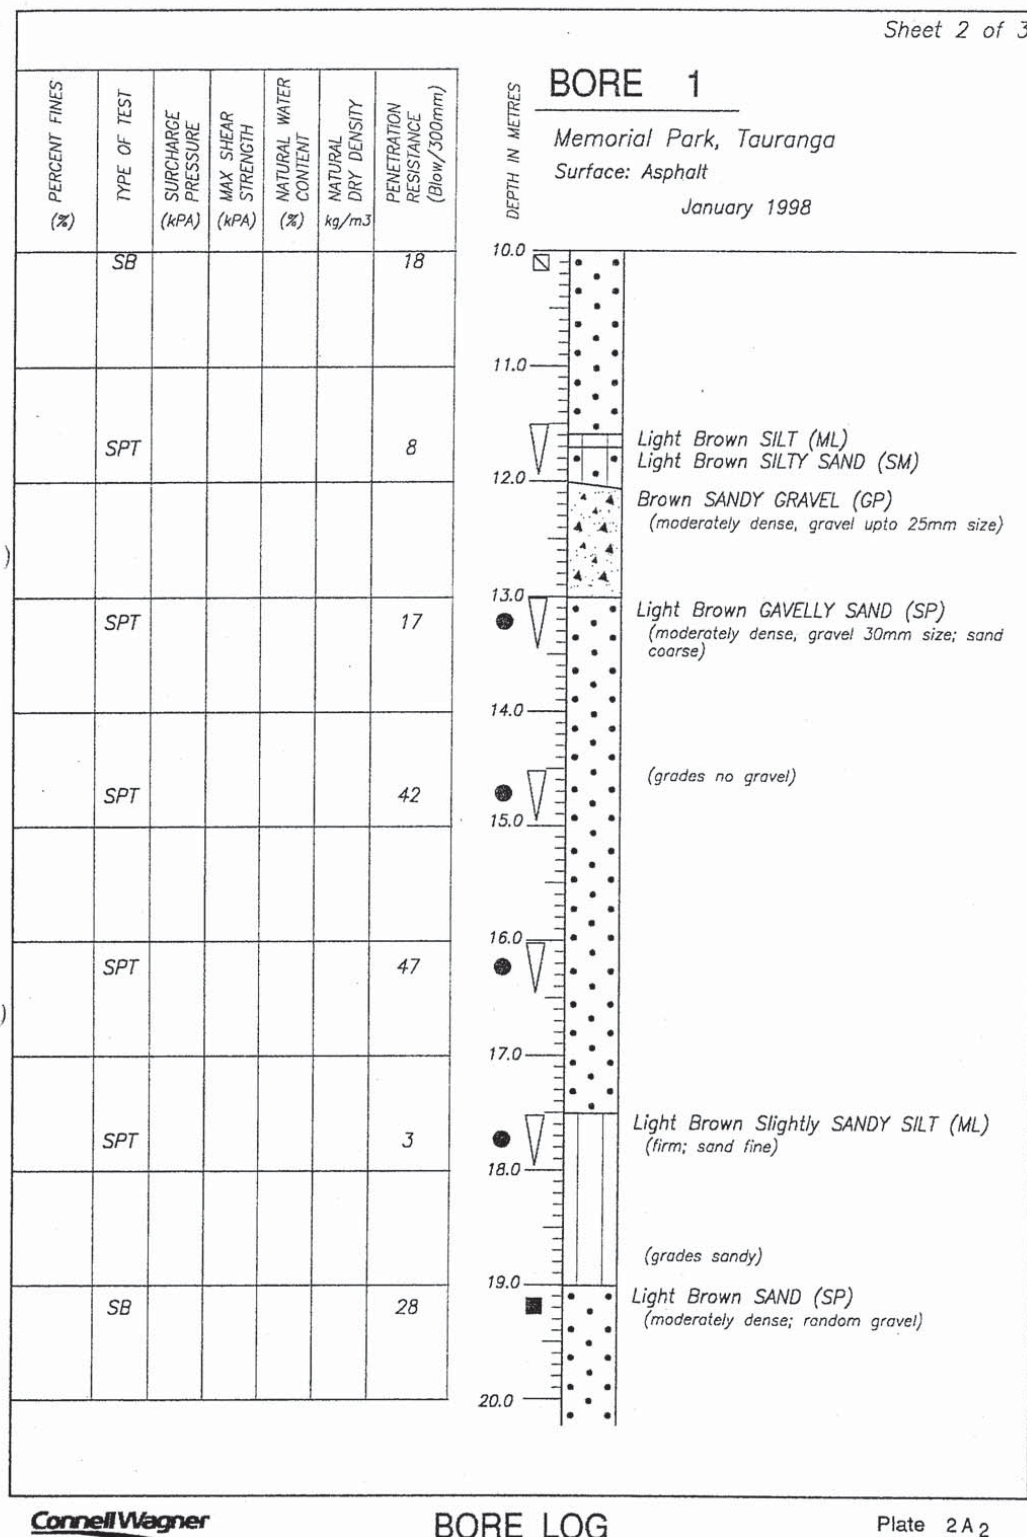 Sheet 2 of 3
BORE 1
Memorial Park, Tauranga
Surface: Asphalt
January 1998
PERCENT FINES
(%)
TYPE OF TEST
SURCHARGE
PRESSURE
(kPA)
MAX SHEAR
STRENGTH
(kPA)
NATURAL WATER
CONTENT
(%)
NATURAL
DRY DENSITY
kg/m3
PENETRATION
RESISTANCE
(Blow/300mm)
DEPTH IN METRES
10.0
SB 18
11.0
SPT 8
Light Brown SILT (ML)
Light Brown SILTY SAND (SM)
12.0
Brown SANDY GRAVEL (GP)
(moderately dense, gravel upto 25mm size)
13.0
SPT 17
Light Brown GAVELLY SAND (SP)
(moderately dense, gravel 30mm size; sand
coarse)
14.0
(grades no gravel)
SPT 42
15.0
16.0
SPT 47
17.0
Light Brown Slightly SANDY SILT (ML)
(firm; sand fine)
SPT 3
18.0
(grades sandy)
19.0
Light Brown SAND (SP)
(moderately dense; random gravel)
SB 28
20.0
Connell Wagner
BORE LOG
Plate 2A2